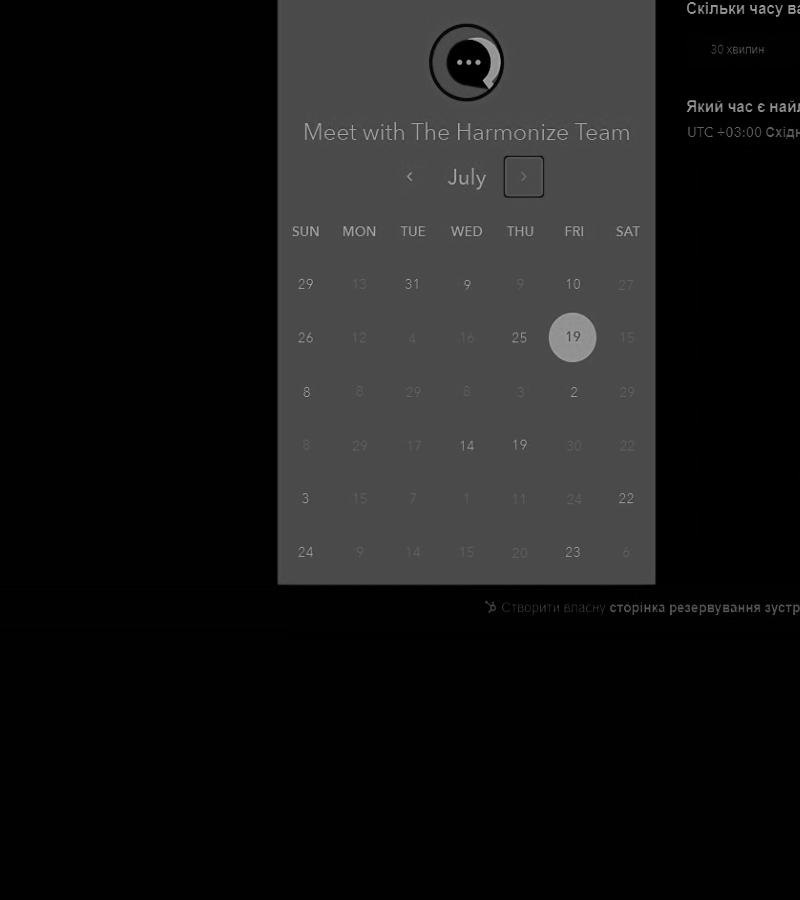 Meet with The Harmonize Team
July
SUN MON TUE WED THU FRI SAT
29 13 31 9 9 10 27
26 12 4 16 25 19 15
8 8 29 8 3 2 29
8 29 17 14 19 30 22
3 15 7 1 11 24 22
24 9 14 15 20 23 6
Скільки часу ва
30 хвилин
Який час є най
UTC +03:00 Східн
Створити власну сторінка резервування зустр